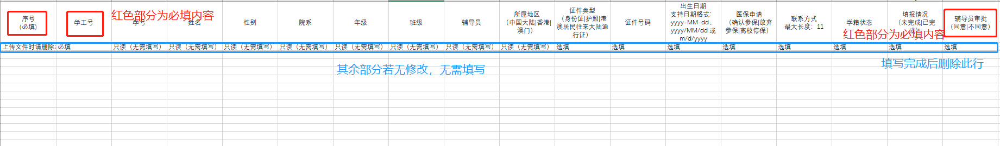 序号
(必填)
学工号
红色部分为必填内容
学号
姓名
性别
院系
年级
班级
辅导员
所属地区
（中国大陆|香港|
澳门）
证件类型
（身份证|护照|港
澳居民往来大陆通
行证）
证件号码
出生日期
支持日期格式：
yyyy-MM-dd、
yyyy/MM/dd 或
m/d/yyyy
医保申请
（确认参保|放弃
参保|离校停保）
联系方式
最大长度：11
学籍状态
填报情况
（未完成|已完
成）
辅导员审批
（同意|不同意）
红色部分为必填内容
上传文件时请删除
必填
只读（无需填写）
只读（无需填写）
只读（无需填写）
只读（无需填写）
只读（无需填写）
只读（无需填写）
只读（无需填写）
只读（无需填写）
选填
选填
选填
选填
选填
选填
选填
选填
其余部分若无修改，无需填写
填写完成后删除此行